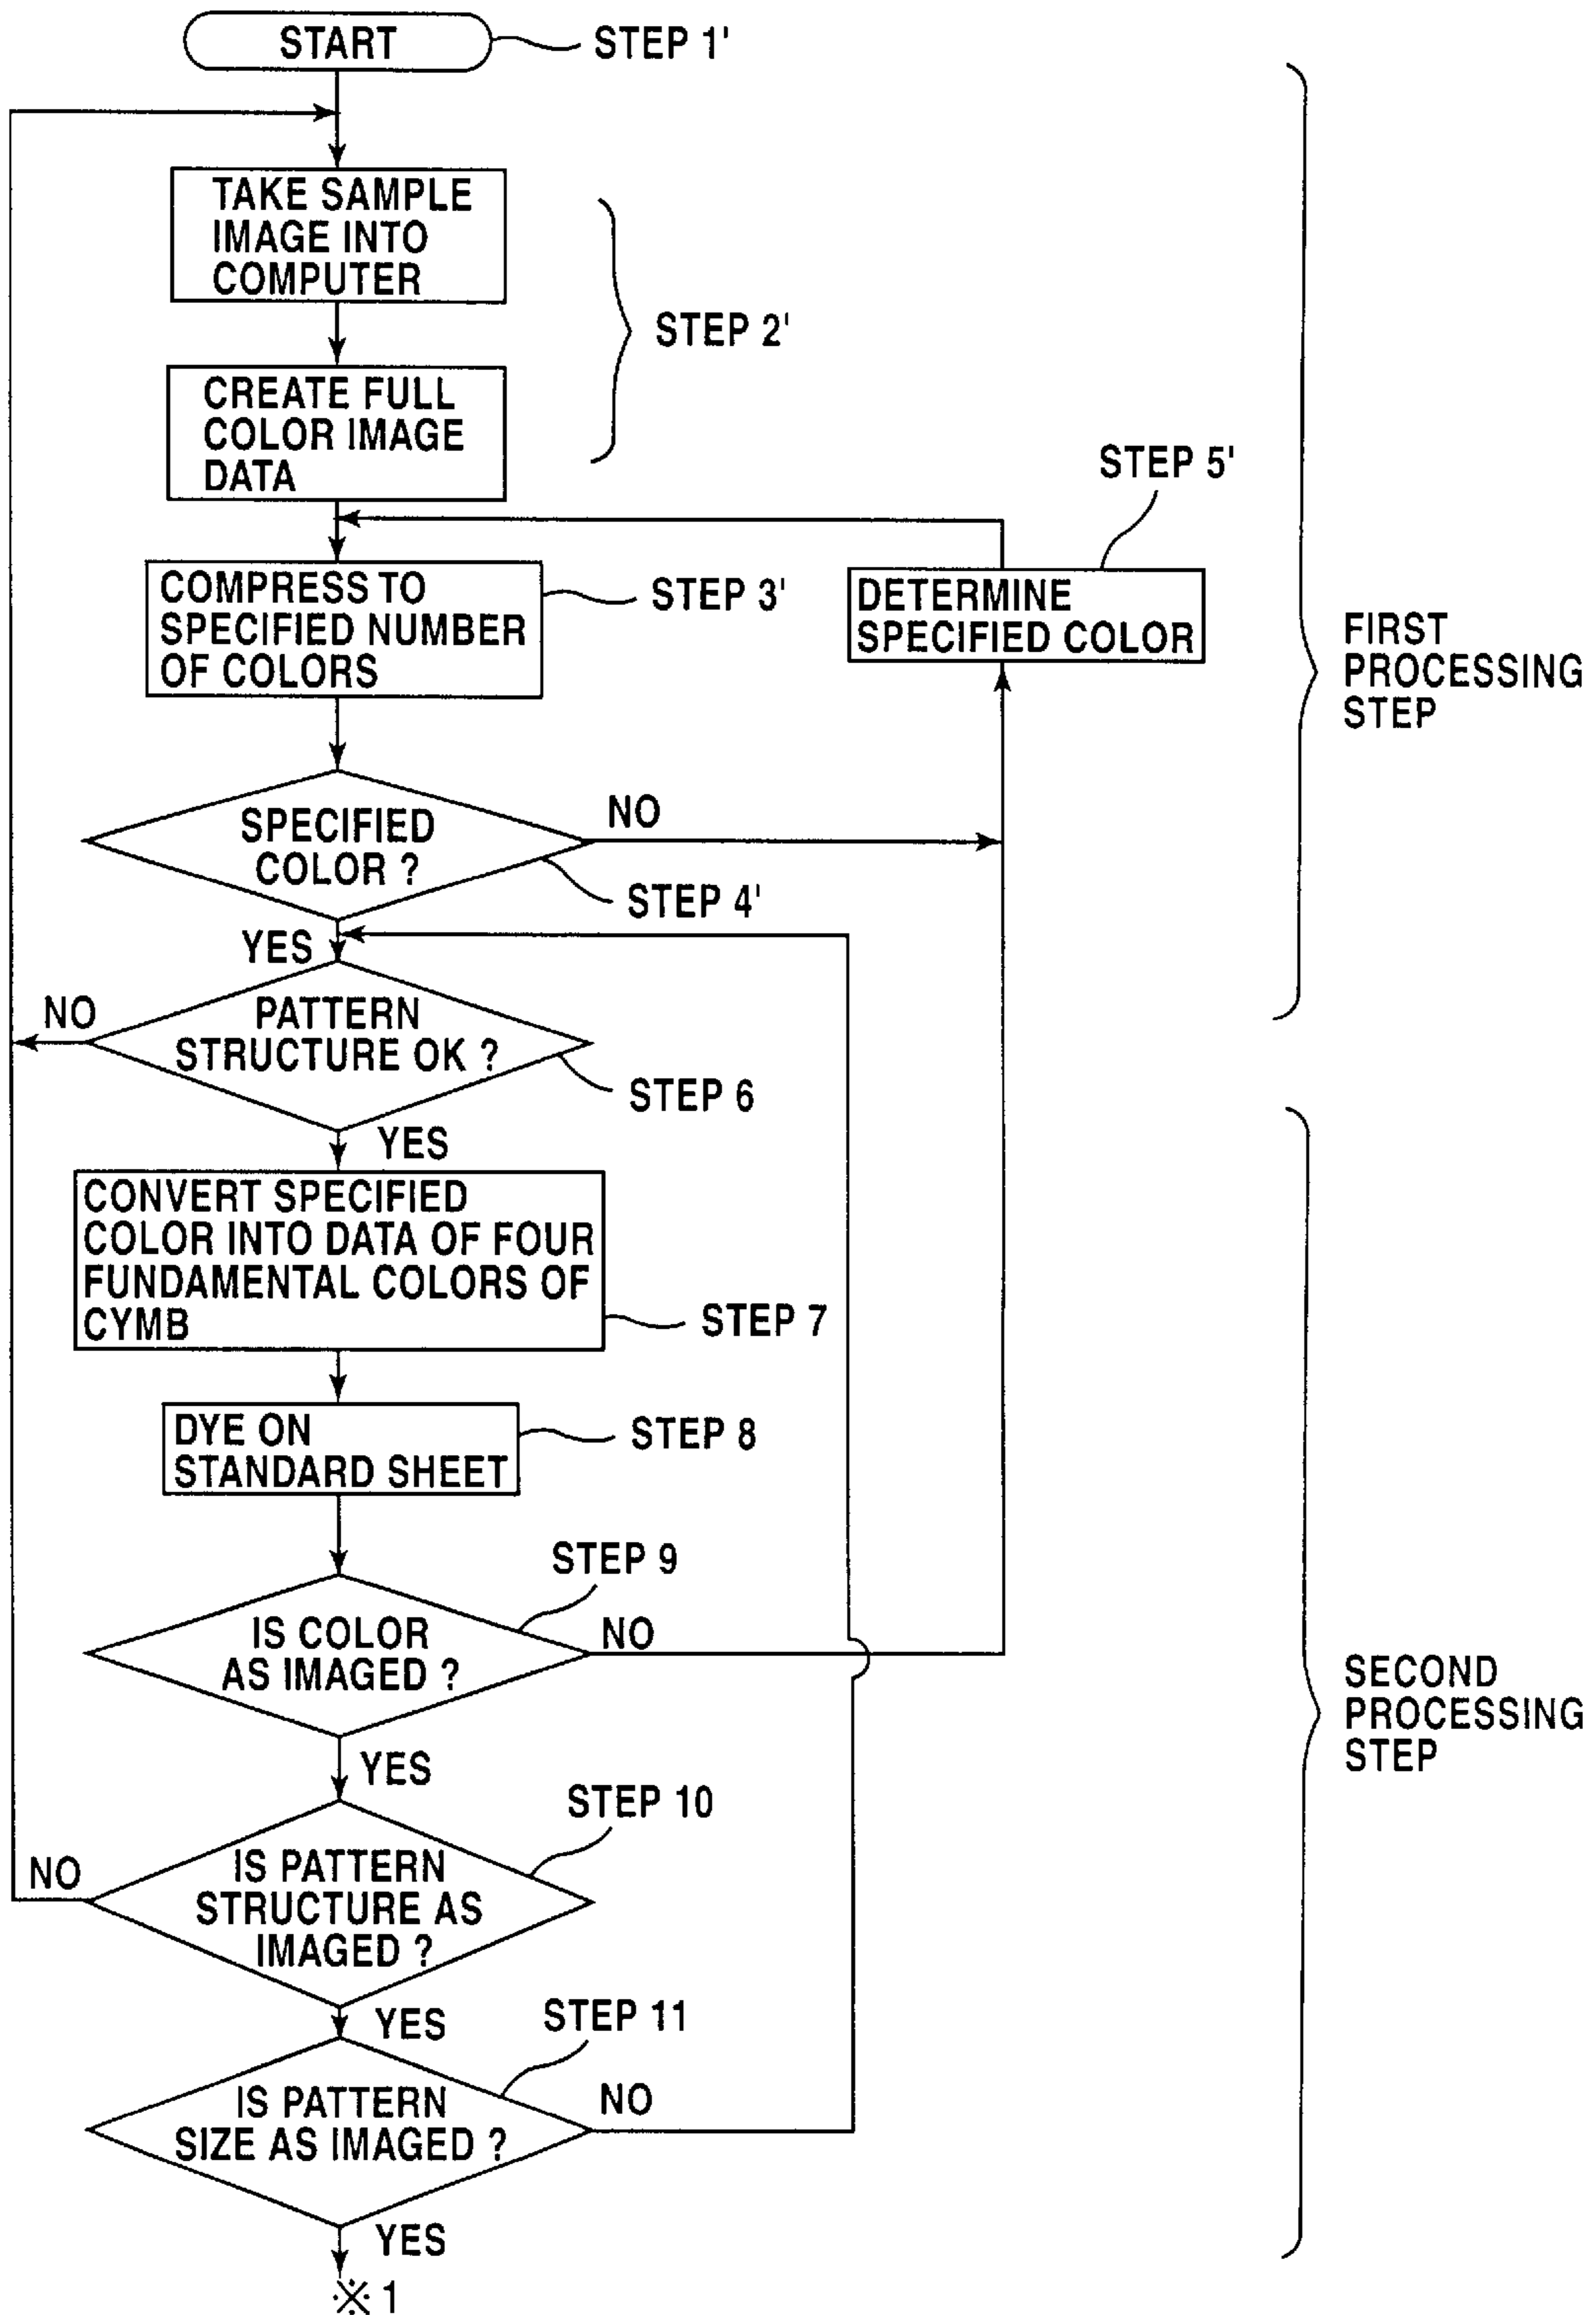 START
STEP 1'
TAKE SAMPLE
IMAGE INTO
COMPUTER
STEP 2'
CREATE FULL
COLOR IMAGE
DATA
STEP 5'
COMPRESS TO
SPECIFIED NUMBER
OF COLORS
STEP 3'
DETERMINE
SPECIFIED COLOR
FIRST
PROCESSING
STEP
SPECIFIED
COLOR ?
NO
STEP 4'
YES
PATTERN
STRUCTURE OK ?
NO
STEP 6
YES
CONVERT SPECIFIED
COLOR INTO DATA OF FOUR
FUNDAMENTAL COLORS OF
CYMB
STEP 7
DYE ON
STANDARD SHEET
STEP 8
STEP 9
IS COLOR
AS IMAGED ?
NO
SECOND
PROCESSING
STEP
YES
STEP 10
IS PATTERN
STRUCTURE AS
IMAGED ?
NO
YES
STEP 11
IS PATTERN
SIZE AS IMAGED ?
NO
YES
※1